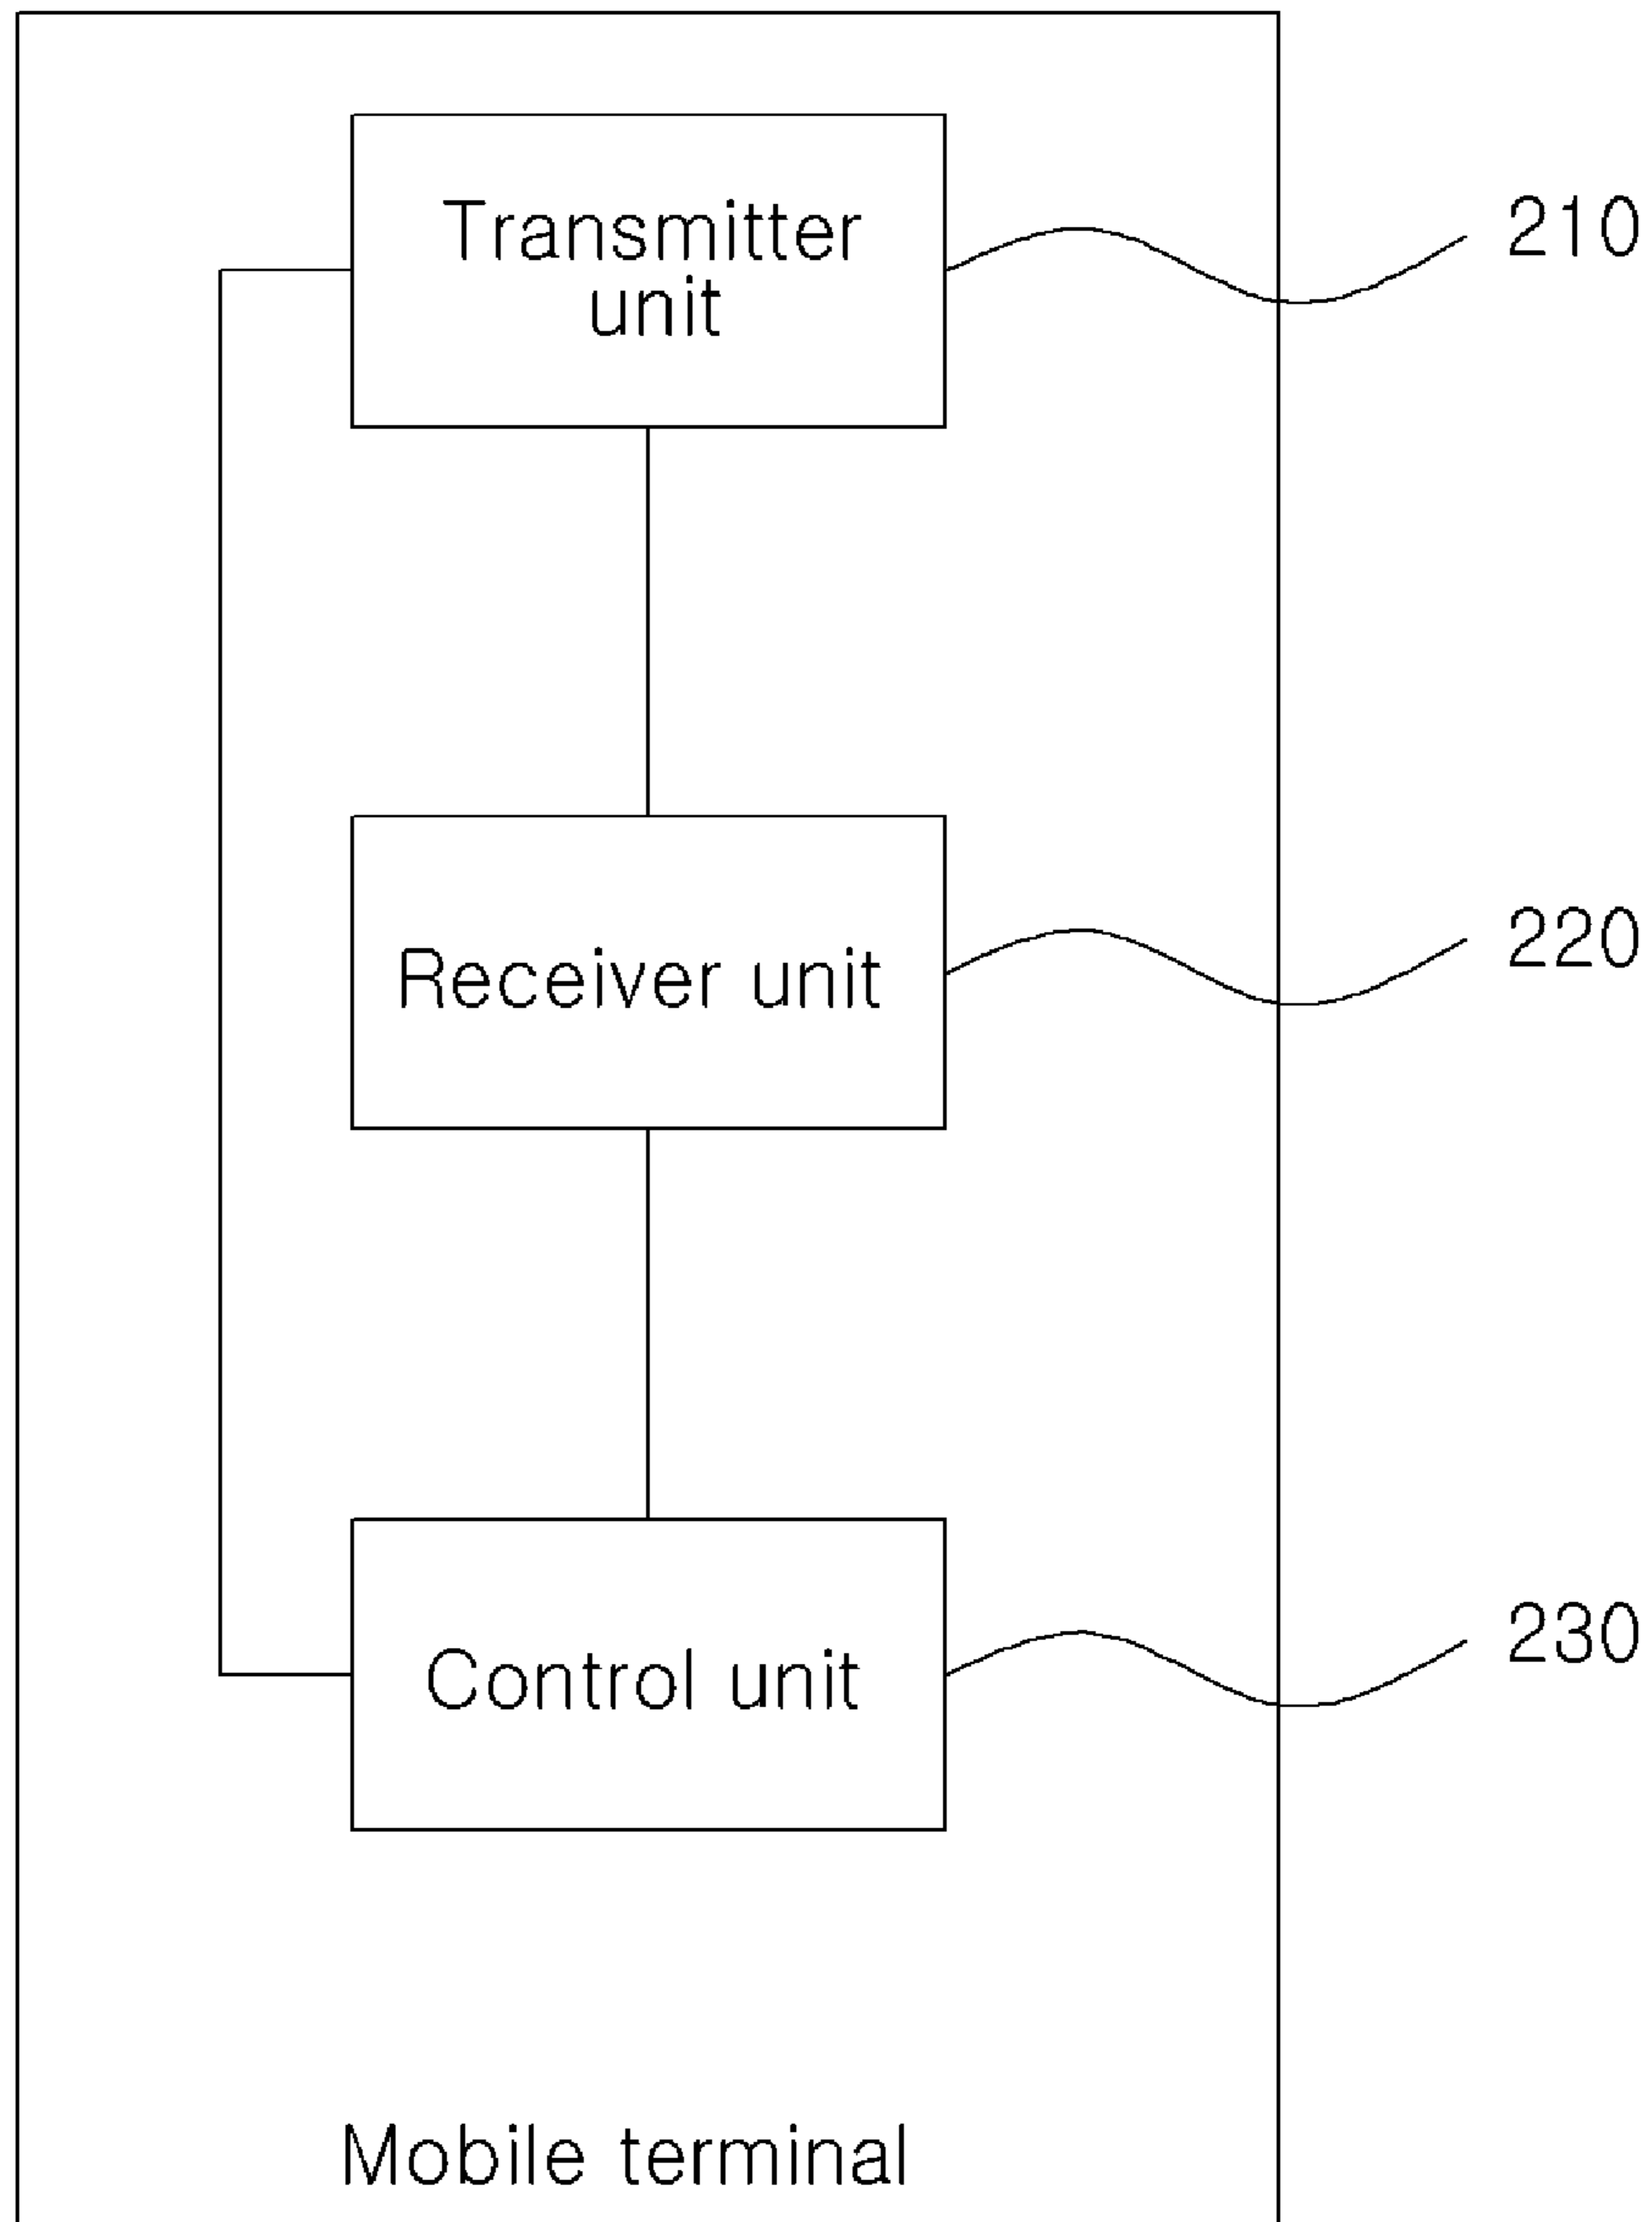 Transmitter
unit
210
Receiver unit
220
Control unit
230
Mobile terminal